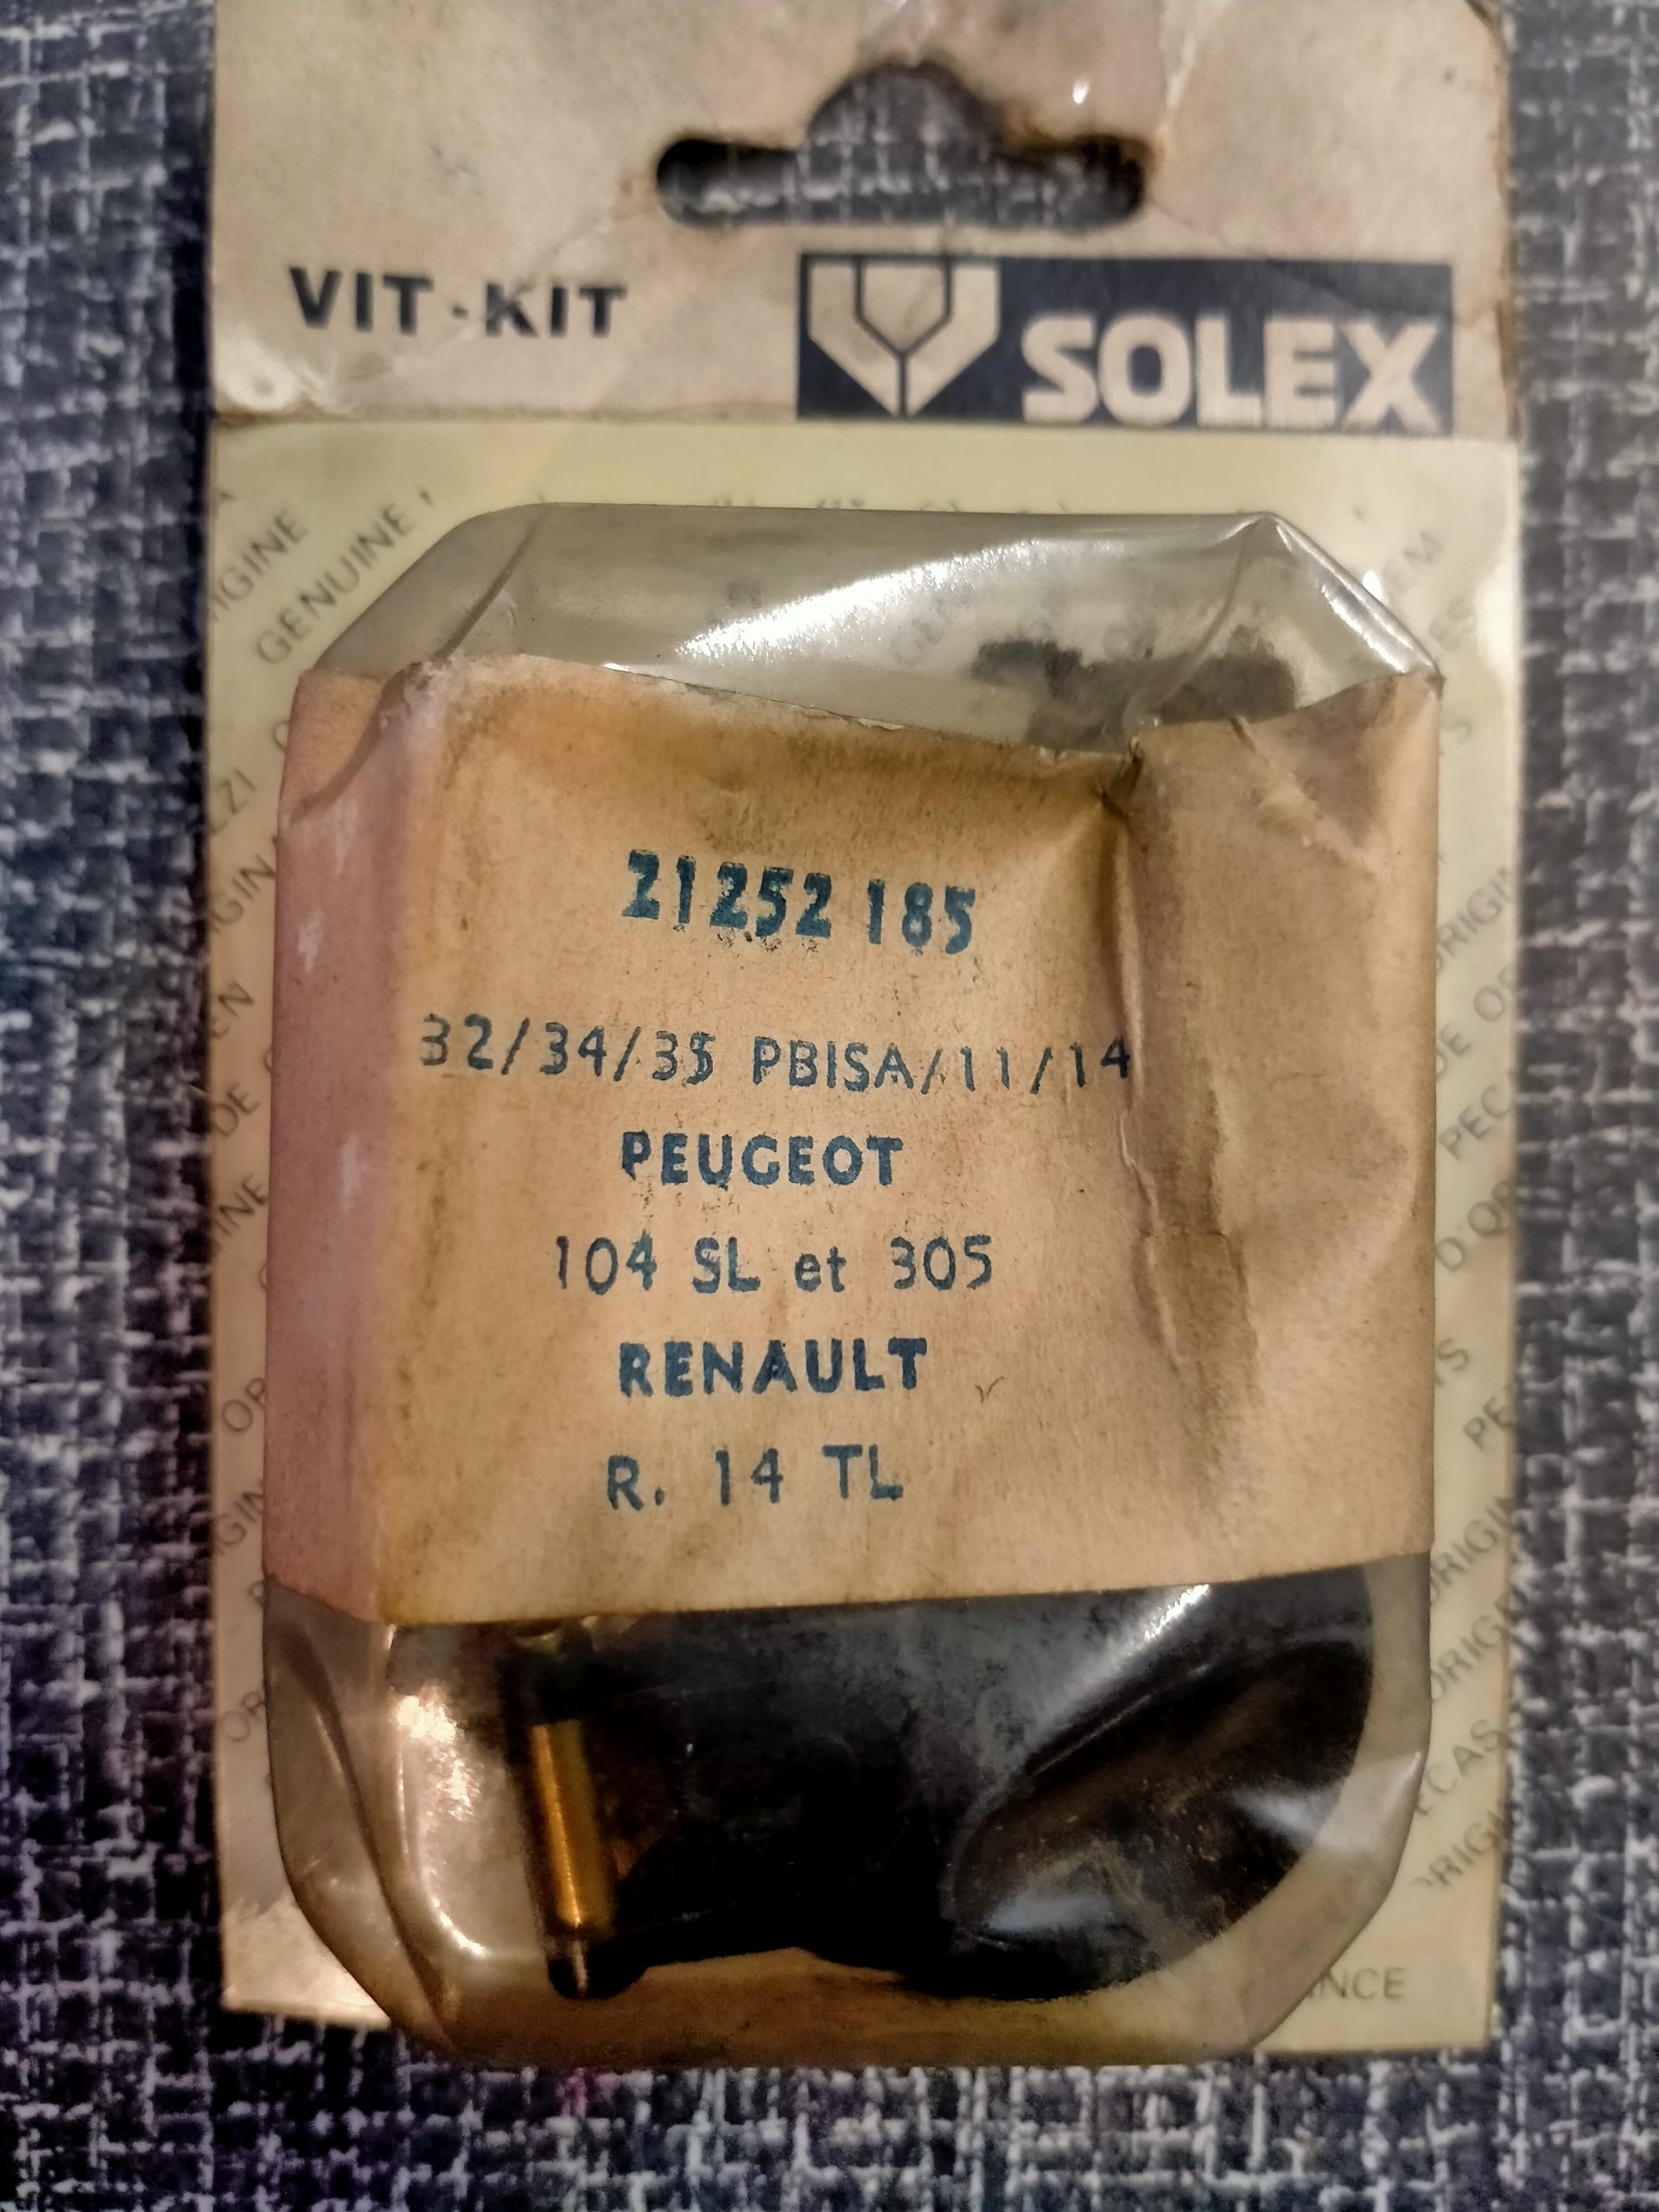 VIT-KIT
SOLEX
GENUINE
21252 185
32/34/35 PBISA/11/14
PEUGEOT
104 SL et 305
RENAULT
R. 14 TL